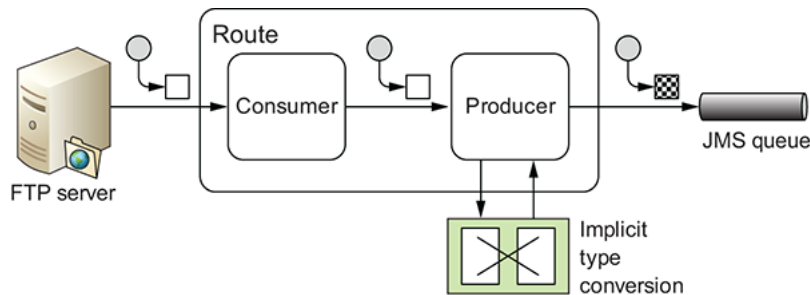 Route
Consumer
Producer
FTP server
JMS queue
Implicit
type
conversion